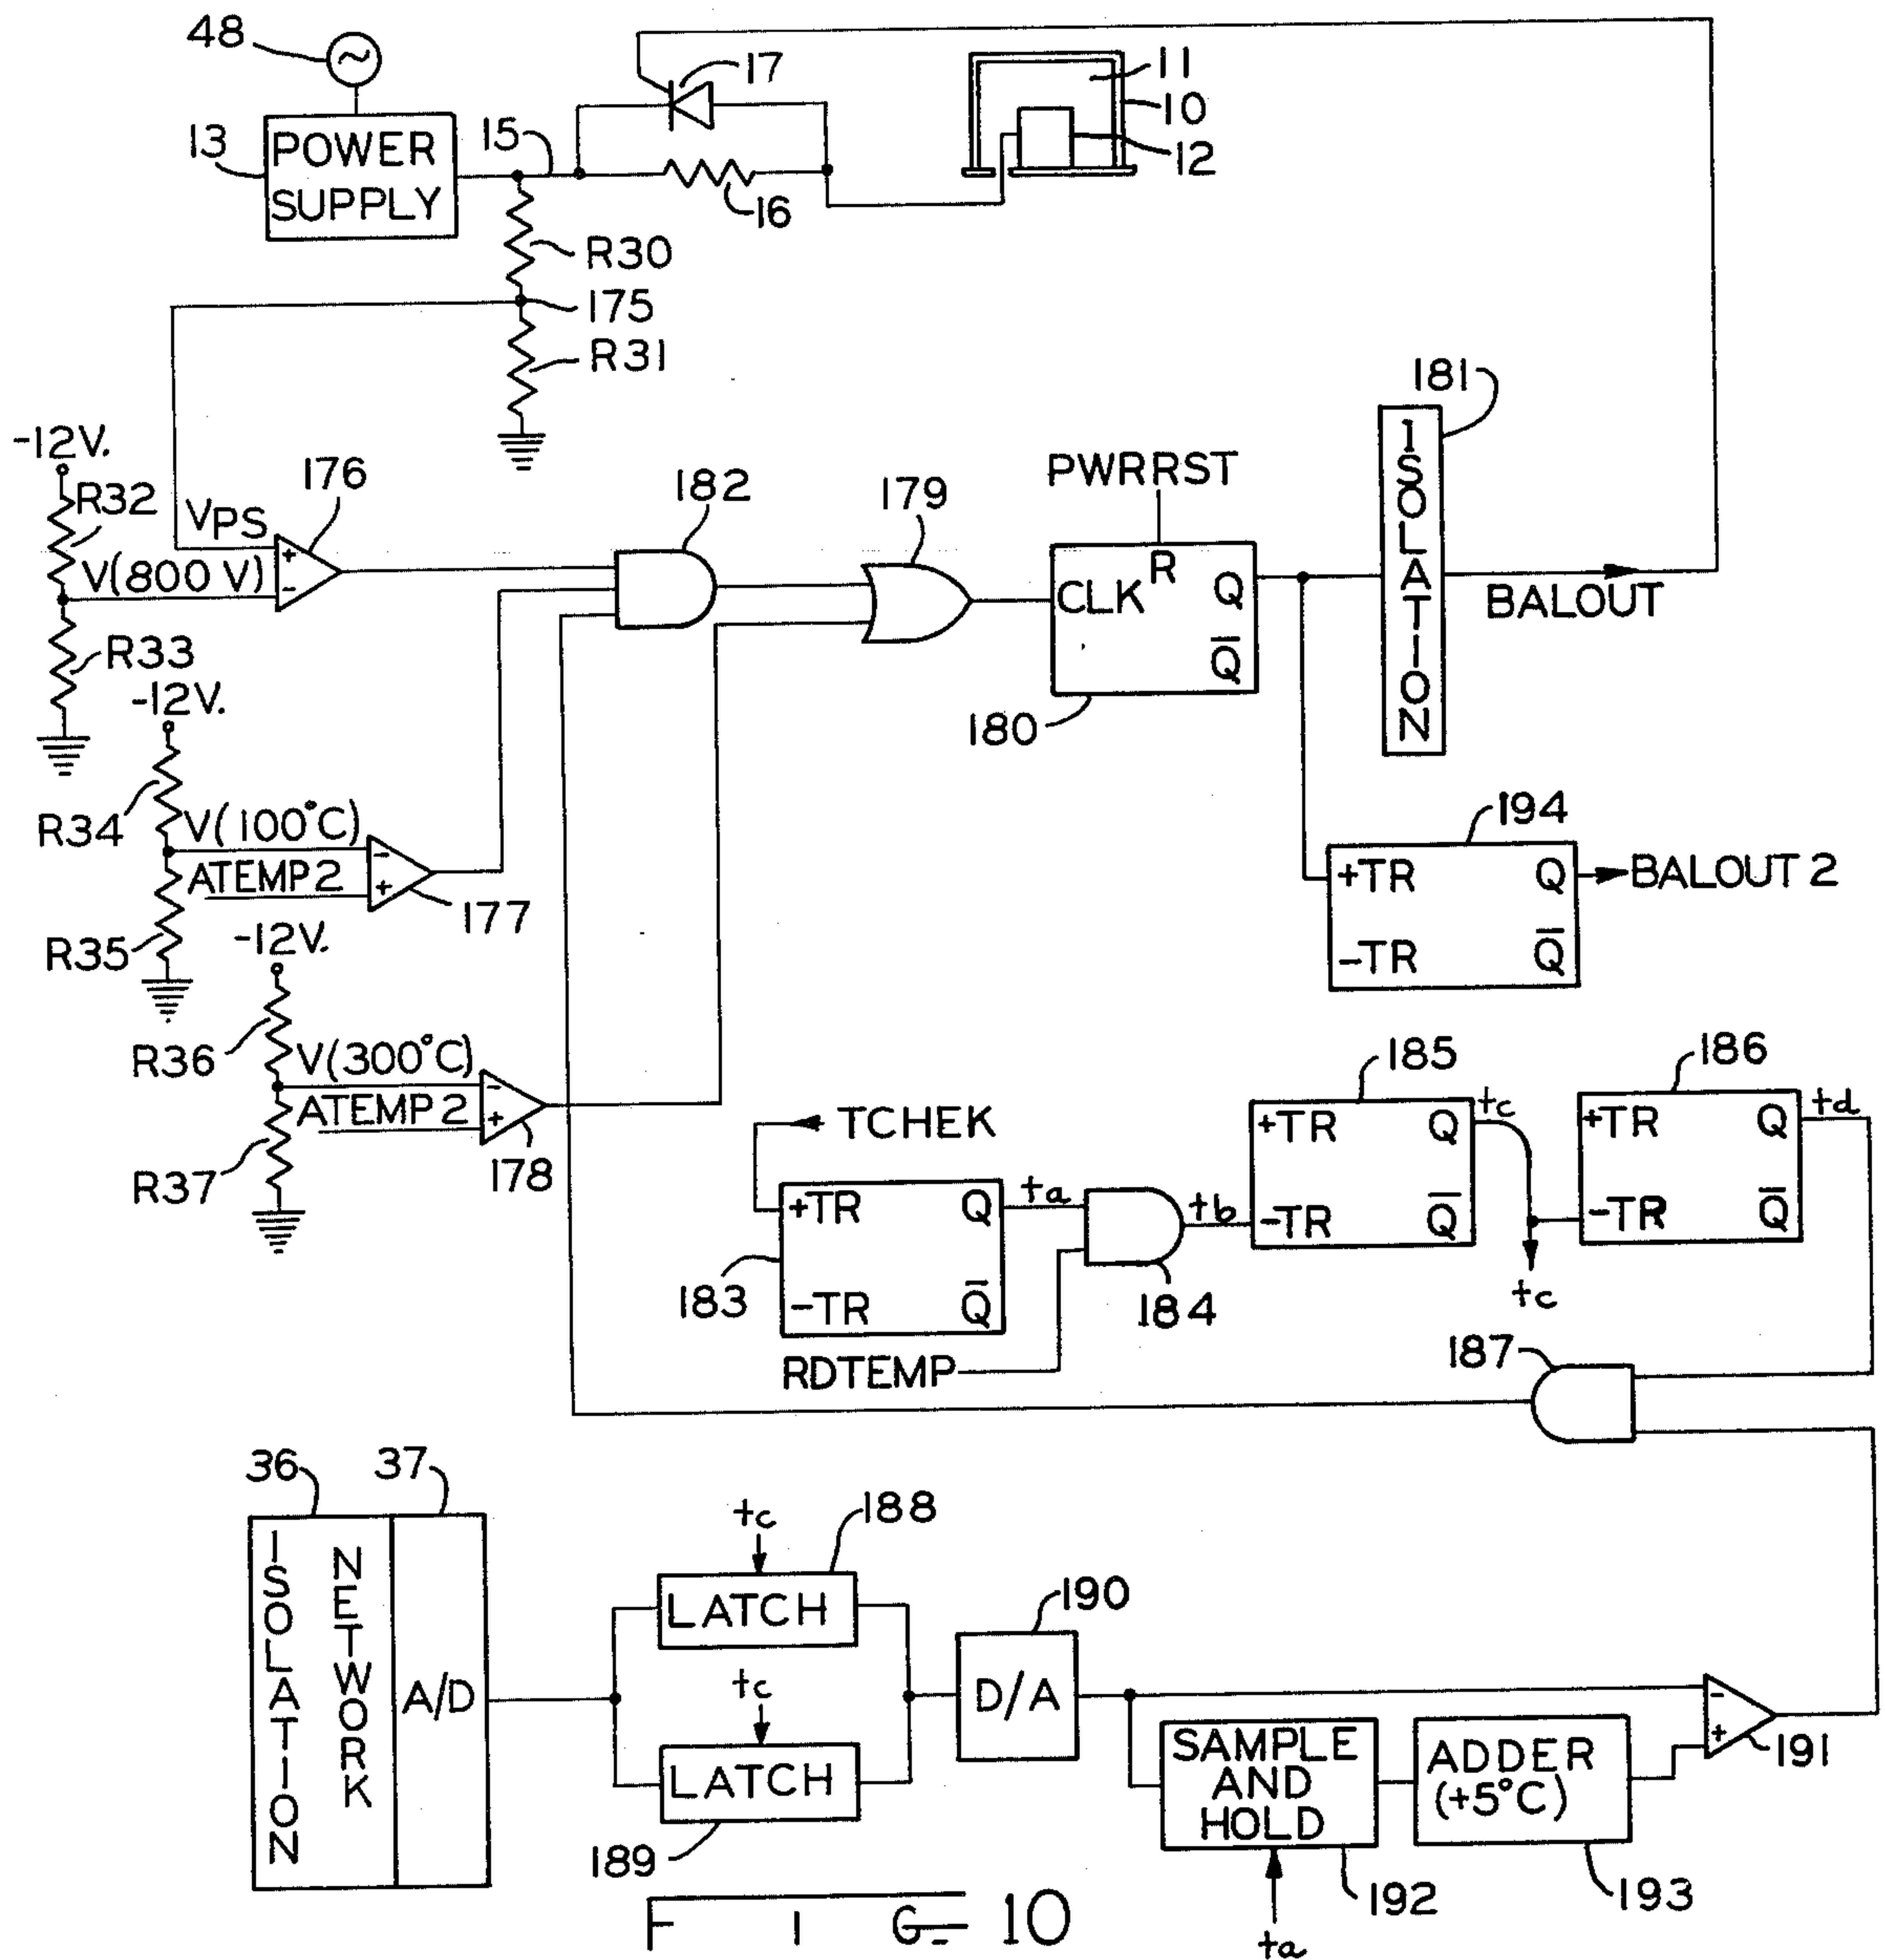 48
17
11
10
12
13
POWER SUPPLY
15
16
R30
175
R31
-12V.
R32
VPS
176
V(800 V)
+
-
R33
182
179
PWRRST
CLK
R
Q
Q̅
180
181
ISOLATION
BALOUT
-12V.
R34
V(100°C)
ATEMP2
-
+
177
R35
194
+TR
Q
BALOUT 2
-TR
Q̅
-12V.
R36
V(300°C)
ATEMP2
-
+
178
R37
TCHEK
+TR
Q
ta
-TR
Q̅
183
RDTEMP
184
tb
185
+TR
Q
tc
-TR
Q̅
tc
186
+TR
Q
td
-TR
Q̅
187
36
37
ISOLATION
NETWORK
A/D
tc
188
LATCH
tc
LATCH
189
190
D/A
SAMPLE
AND
HOLD
192
ta
ADDER
(+5°C)
193
-
+
191
FIG_ 10